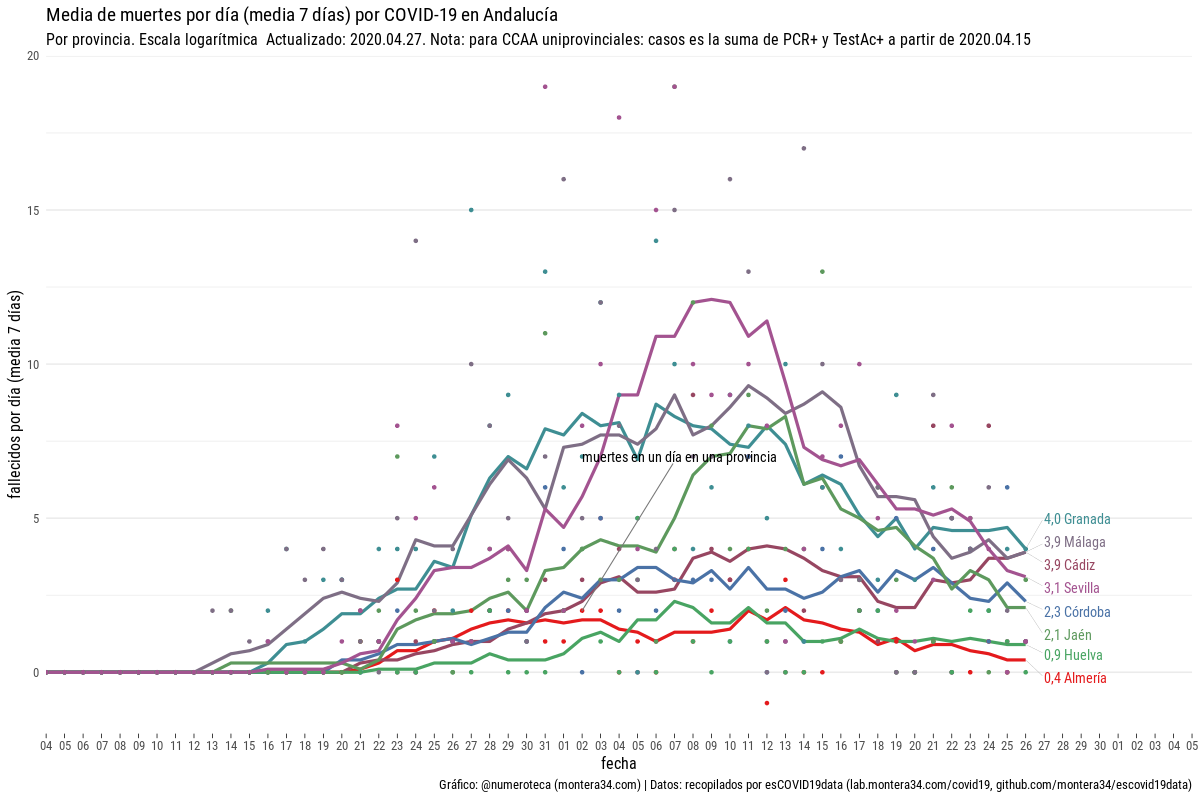 Media de muertes por día (media 7 días) por COVID-19 en Andalucía
Por provincia. Escala logarítmica  Actualizado: 2020.04.27. Nota: para CCAA uniprovinciales: casos es la suma de PCR+ y TestAc+ a partir de 2020.04.15
fallecidos por día (media 7 días)
20
15
10
5
0
muertes en un día en una provincia
4,0 Granada
3,9 Málaga
3,9 Cádiz
3,1 Sevilla
2,3 Córdoba
2,1 Jaén
0,9 Huelva
0,4 Almería
04 05 06 07 08 09 10 11 12 13 14 15 16 17 18 19 20 21 22 23 24 25 26 27 28 29 30 31 01 02 03 04 05 06 07 08 09 10 11 12 13 14 15 16 17 18 19 20 21 22 23 24 25 26 27 28 29 30 01 02 03 04 05
fecha
Gráfico: @numeroteca (montera34.com) | Datos: recopilados por esCOVID19data (lab.montera34.com/covid19, github.com/montera34/escovid19data)